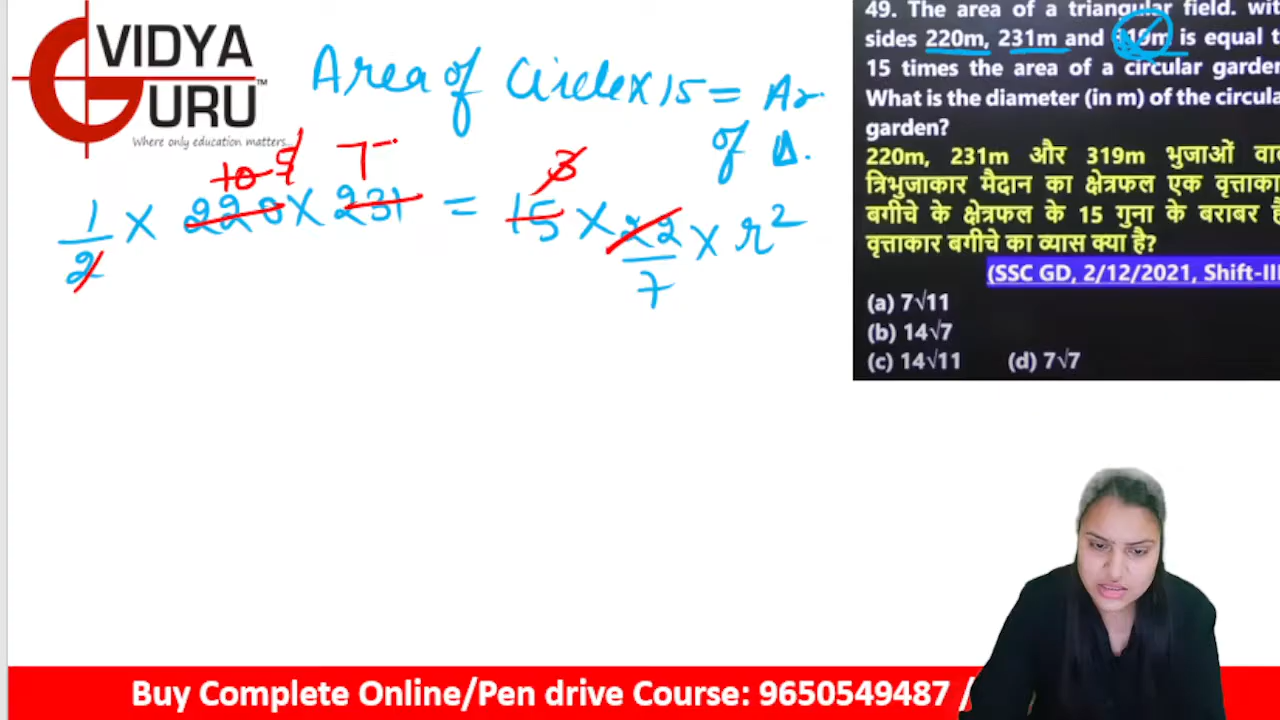 VIDYA
GURU™
Where only education matters...
Area of Circle X 15 = Ar.
of Δ.
10 5 7
1/2 × 220 × 231 = 15 × 22/7 × r²
3
49. The area of a triangular field. wit
sides 220m, 231m and 319m is equal t
15 times the area of a circular garden
What is the diameter (in m) of the circula
garden?
220m, 231m और 319m भुजाओं वा
त्रिभुजाकार मैदान का क्षेत्रफल एक वृत्ताका
बगीचे के क्षेत्रफल के 15 गुना के बराबर है
वृत्ताकार बगीचे का व्यास क्या है?
(SSC GD, 2/12/2021, Shift-III
(a) 7√11
(b) 14√7
(c) 14√11 (d) 7√7
Buy Complete Online/Pen drive Course: 9650549487 /